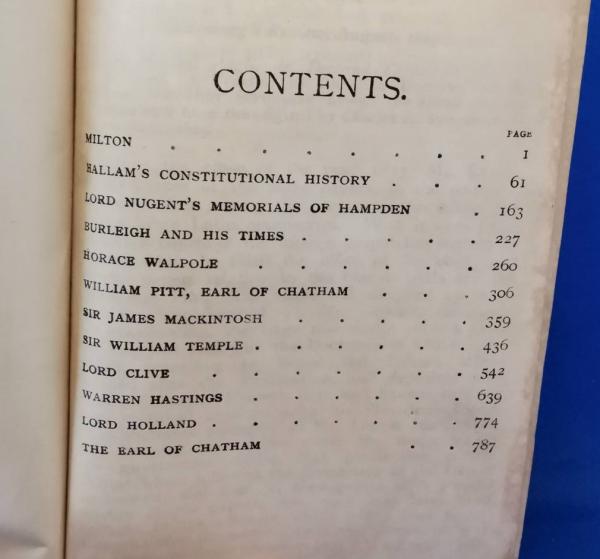 CONTENTS.
PAGE
MILTON . . . . . . . . 1
HALLAM'S CONSTITUTIONAL HISTORY . . . 61
LORD NUGENT'S MEMORIALS OF HAMPDEN . 163
BURLEIGH AND HIS TIMES . . . . . 227
HORACE WALPOLE . . . . . . 260
WILLIAM PITT, EARL OF CHATHAM . . . 306
SIR JAMES MACKINTOSH . . . . . 359
SIR WILLIAM TEMPLE . . . . . . 436
LORD CLIVE . . . . . . . 542
WARREN HASTINGS . . . . . . 639
LORD HOLLAND . . . . . . . 774
THE EARL OF CHATHAM . . 787